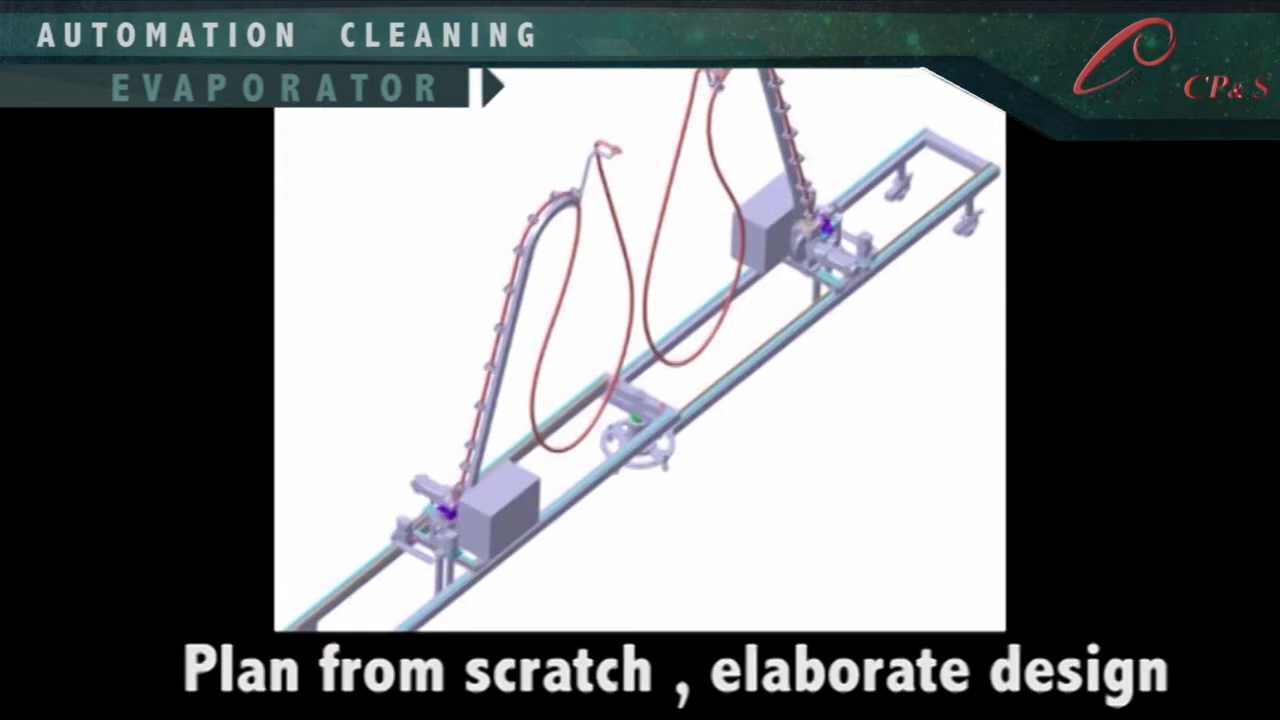 AUTOMATION CLEANING
EVAPORATOR
CP&S
Plan from scratch , elaborate design